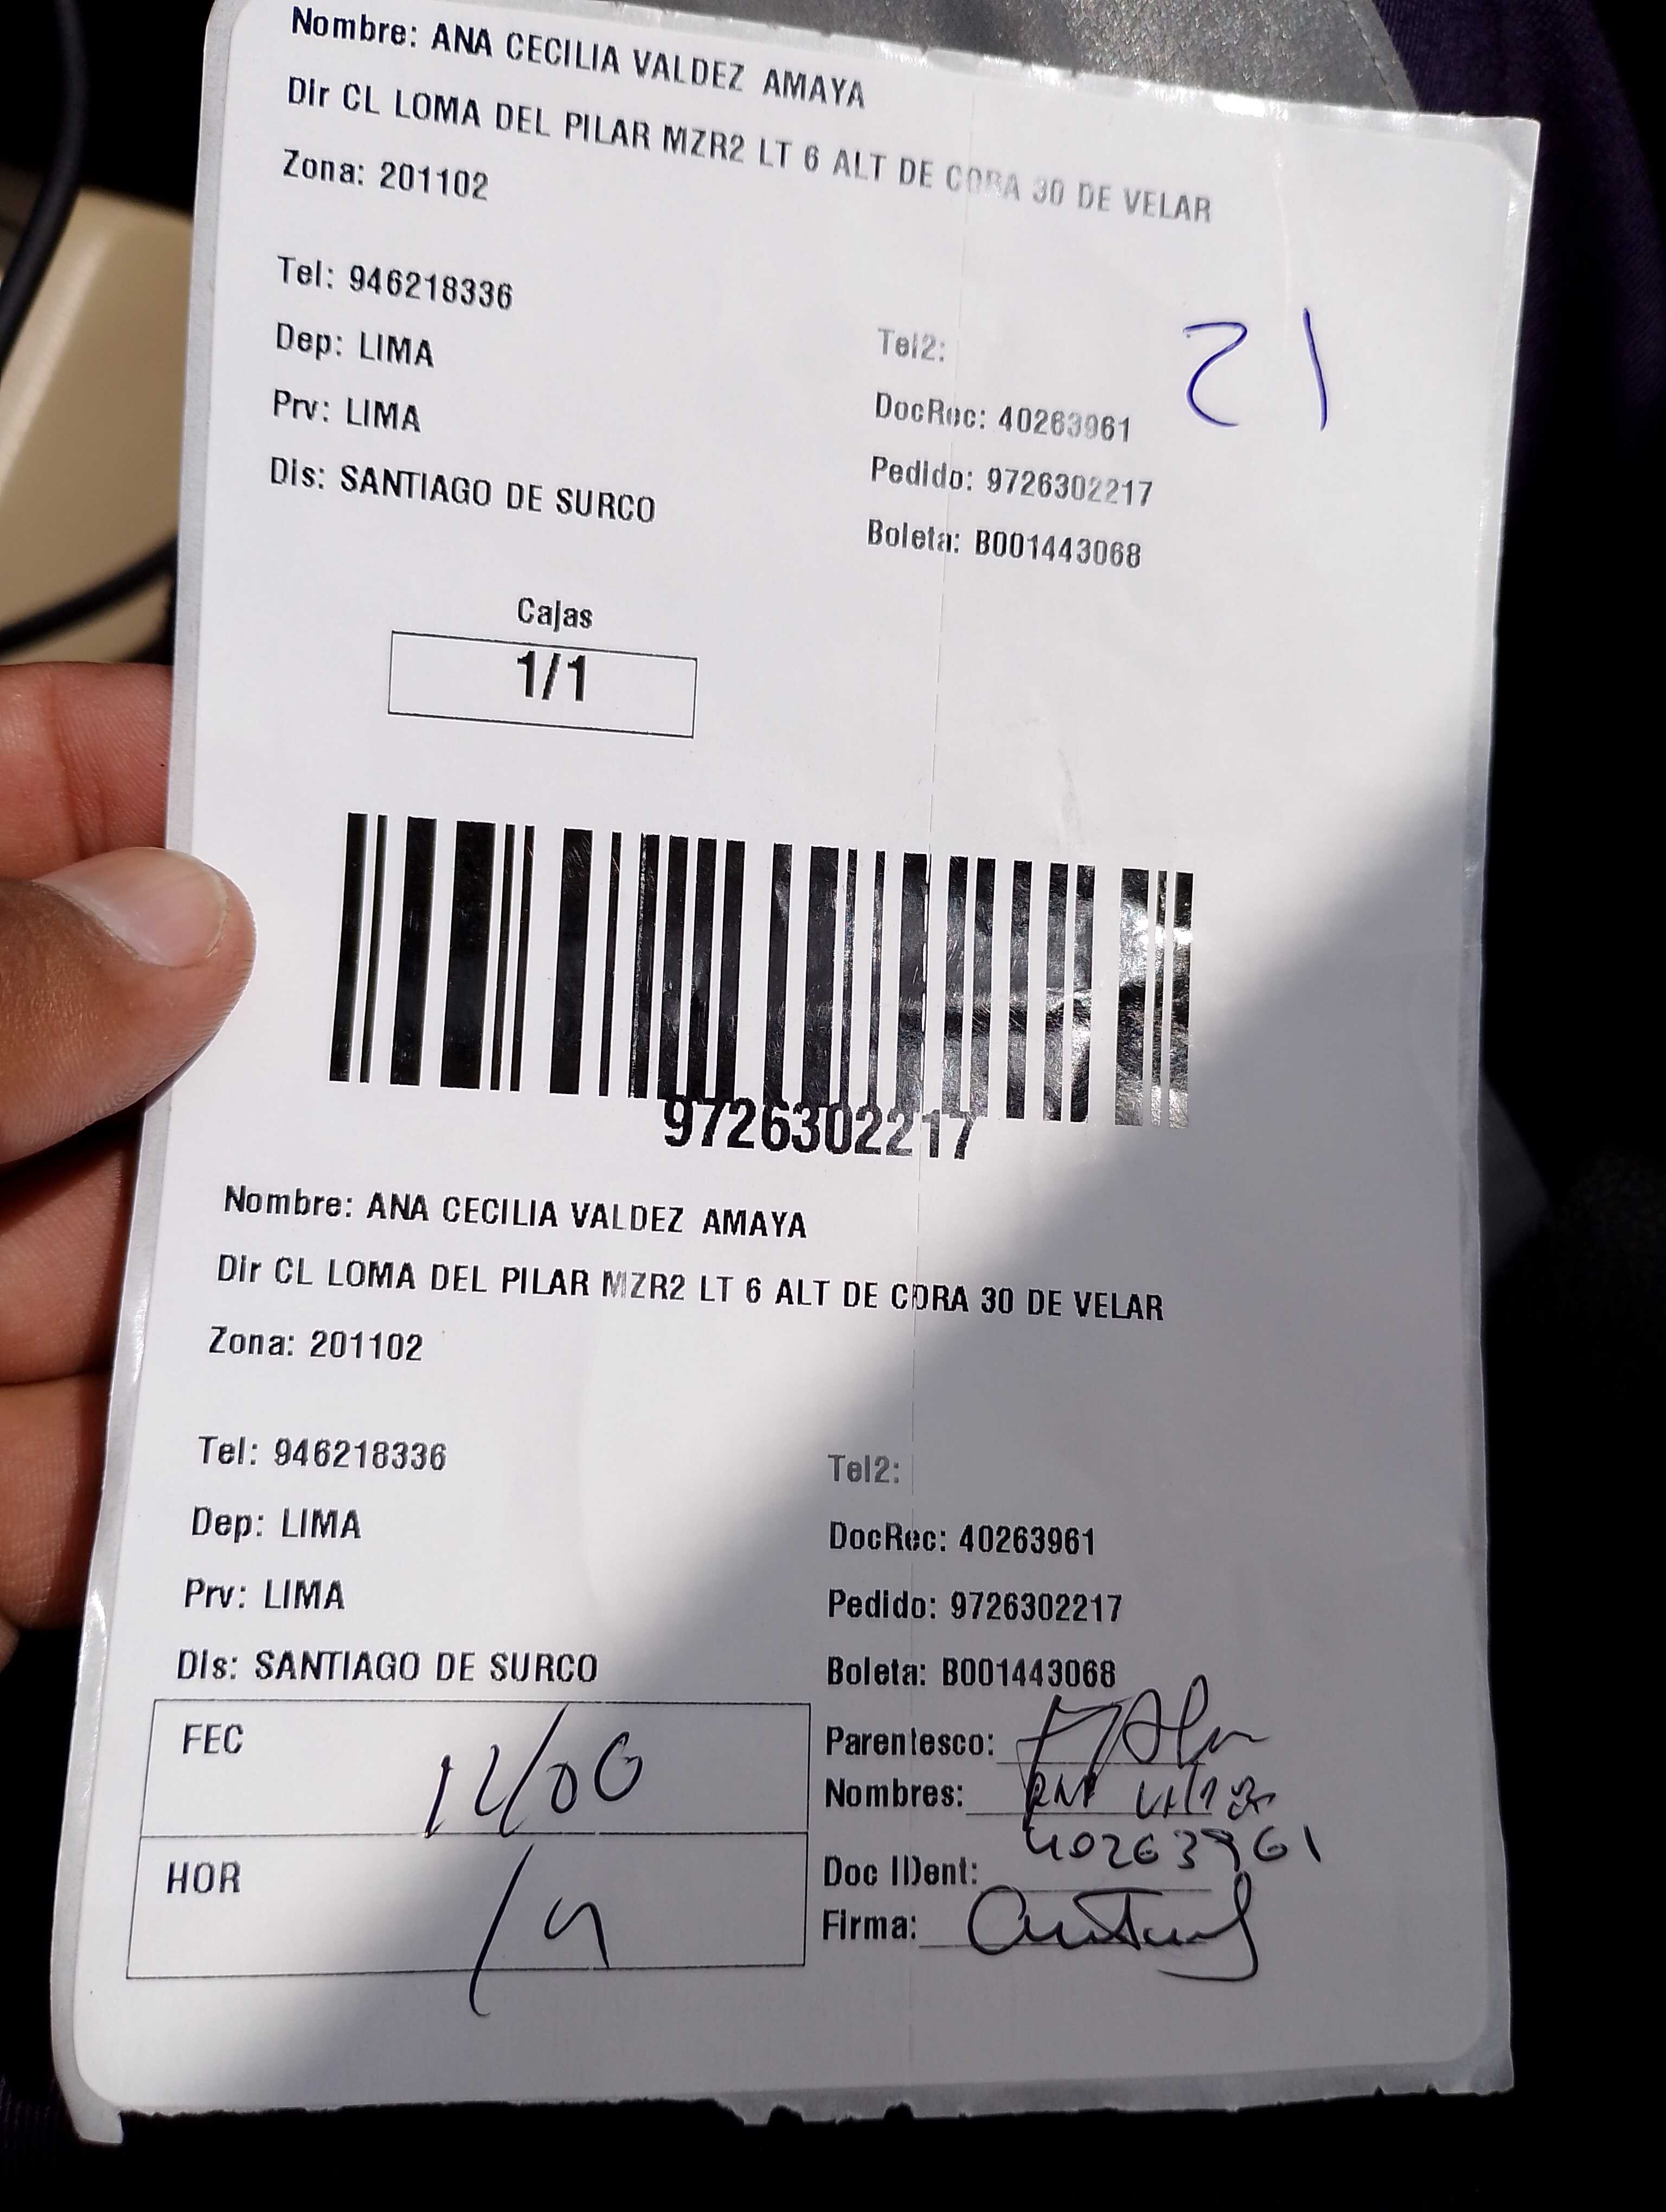 Nombre: ANA CECILIA VALDEZ AMAYA
Dir CL LOMA DEL PILAR MZR2 LT 6 ALT DE CDRA 30 DE VELAR
Zona: 201102
Tel: 946218336
Tel2:
21
Dep: LIMA
DocRec: 40263961
Prv: LIMA
Pedido: 9726302217
Dis: SANTIAGO DE SURCO
Boleta: B001443068
Cajas
1/1
9726302217
Nombre: ANA CECILIA VALDEZ AMAYA
Dir CL LOMA DEL PILAR MZR2 LT 6 ALT DE CDRA 30 DE VELAR
Zona: 201102
Tel: 946218336
Tel2:
Dep: LIMA
DocRec: 40263961
Prv: LIMA
Pedido: 9726302217
Dis: SANTIAGO DE SURCO
Boleta: B001443068
FEC 12/06
Parentesco:
Nombres:
HOR
Doc IDent: 40263961
Firma: